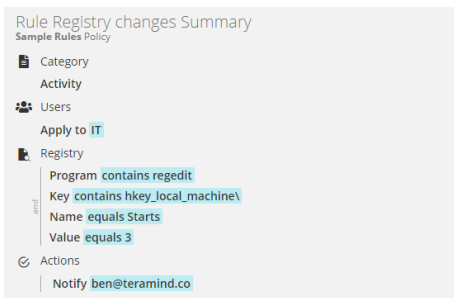 Rule Registry changes Summary
Sample Rules Policy
Category
Activity
Users
Apply to IT
Registry
Program contains regedit
Key contains hkey_local_machine\
and
Name equals Starts
Value equals 3
Actions
Notify ben@teramind.co